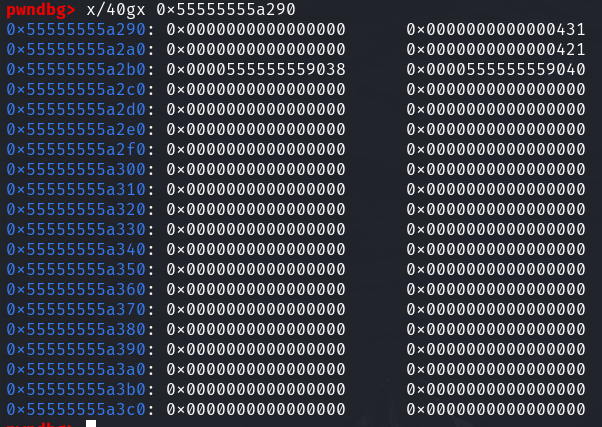 pwndbg> x/40gx 0×55555555a290
0×55555555a290: 0×0000000000000000 0×0000000000000431
0×55555555a2a0: 0×0000000000000000 0×0000000000000421
0×55555555a2b0: 0×0000555555559038 0×0000555555559040
0×55555555a2c0: 0×0000000000000000 0×0000000000000000
0×55555555a2d0: 0×0000000000000000 0×0000000000000000
0×55555555a2e0: 0×0000000000000000 0×0000000000000000
0×55555555a2f0: 0×0000000000000000 0×0000000000000000
0×55555555a300: 0×0000000000000000 0×0000000000000000
0×55555555a310: 0×0000000000000000 0×0000000000000000
0×55555555a320: 0×0000000000000000 0×0000000000000000
0×55555555a330: 0×0000000000000000 0×0000000000000000
0×55555555a340: 0×0000000000000000 0×0000000000000000
0×55555555a350: 0×0000000000000000 0×0000000000000000
0×55555555a360: 0×0000000000000000 0×0000000000000000
0×55555555a370: 0×0000000000000000 0×0000000000000000
0×55555555a380: 0×0000000000000000 0×0000000000000000
0×55555555a390: 0×0000000000000000 0×0000000000000000
0×55555555a3a0: 0×0000000000000000 0×0000000000000000
0×55555555a3b0: 0×0000000000000000 0×0000000000000000
0×55555555a3c0: 0×0000000000000000 0×0000000000000000
pwndbg>